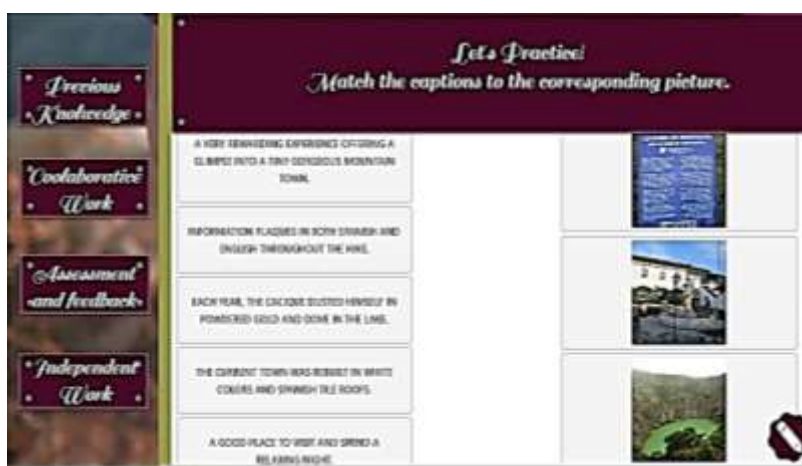 Let's Practice!
Match the captions to the corresponding picture.
Previous
Knolwedge
Coolaborative
Work
Assessment
and feedback
Independent
Work
A VERY REWARDING EXPERIENCE OFFERING A
GLIMPSE INTO A TINY GORGEOUS MOUNTAIN
TOWN.
INFORMATION PLAQUES IN BOTH SPANISH AND
ENGLISH THROUGHOUT THE HIKE.
EACH YEAR, THE CACIQUE DUSTED HIMSELF IN
POWDERED GOLD AND DOVE IN THE LAKE.
THE CURRENT TOWN WAS REBUILT IN WHITE
COLORS AND SPANISH TILE ROOFS.
A GOOD PLACE TO VISIT AND SPEND A
RELAXING NIGHT.